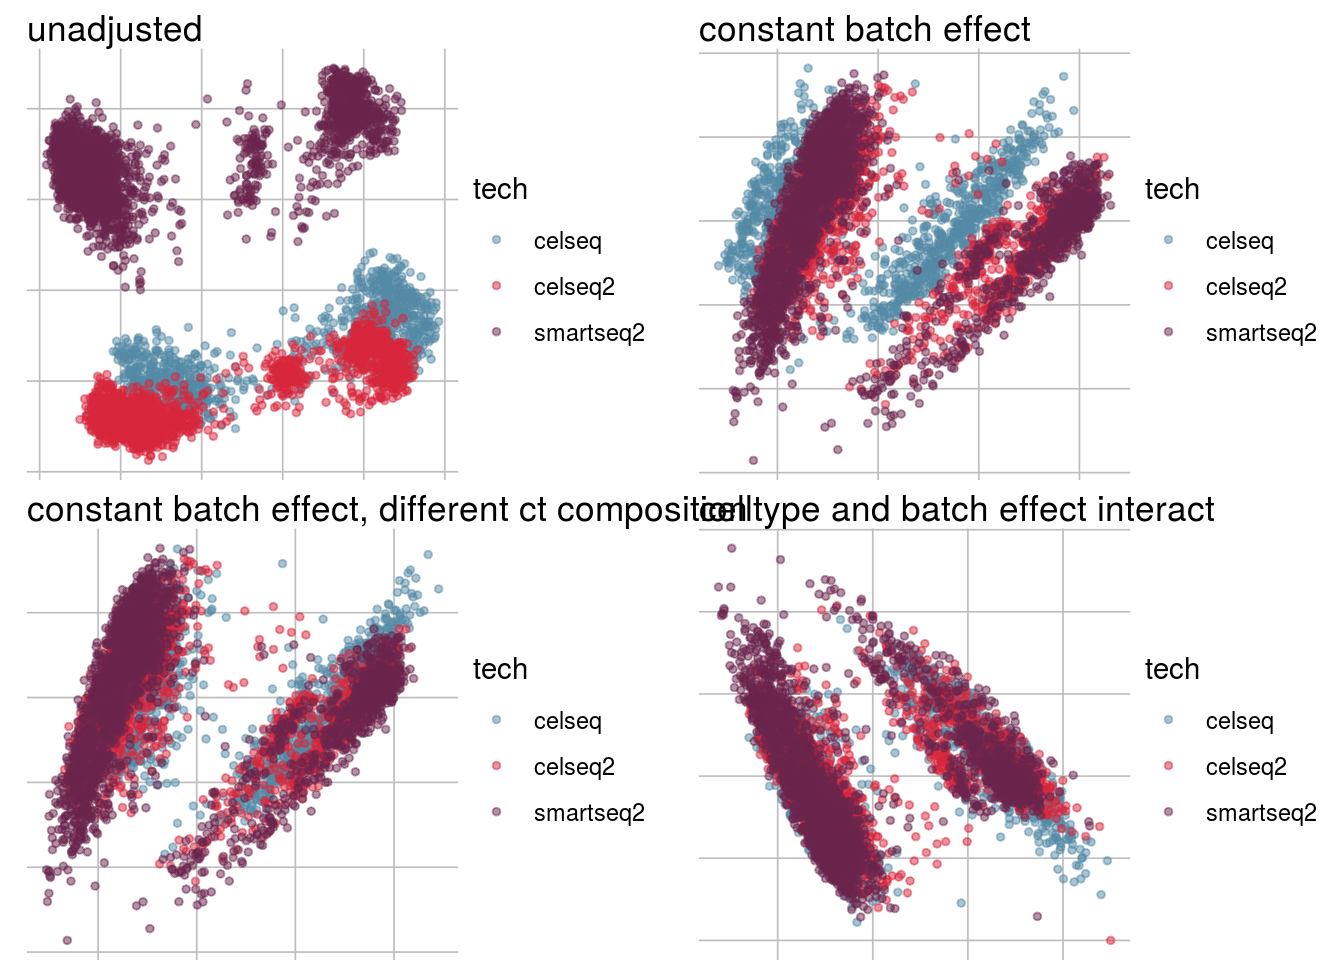 unadjusted
tech
celseq
celseq2
smartseq2
constant batch effect
tech
celseq
celseq2
smartseq2
constant batch effect, different ct composition
tech
celseq
celseq2
smartseq2
celltype and batch effect interact
tech
celseq
celseq2
smartseq2